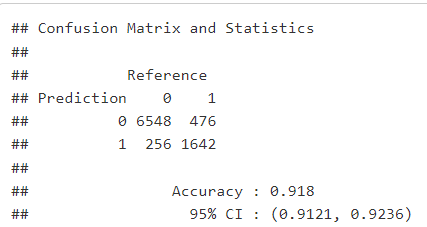 ## Confusion Matrix and Statistics
##
##           Reference
## Prediction    0    1
##          0 6548  476
##          1  256 1642
##
##                Accuracy : 0.918
##                  95% CI : (0.9121, 0.9236)